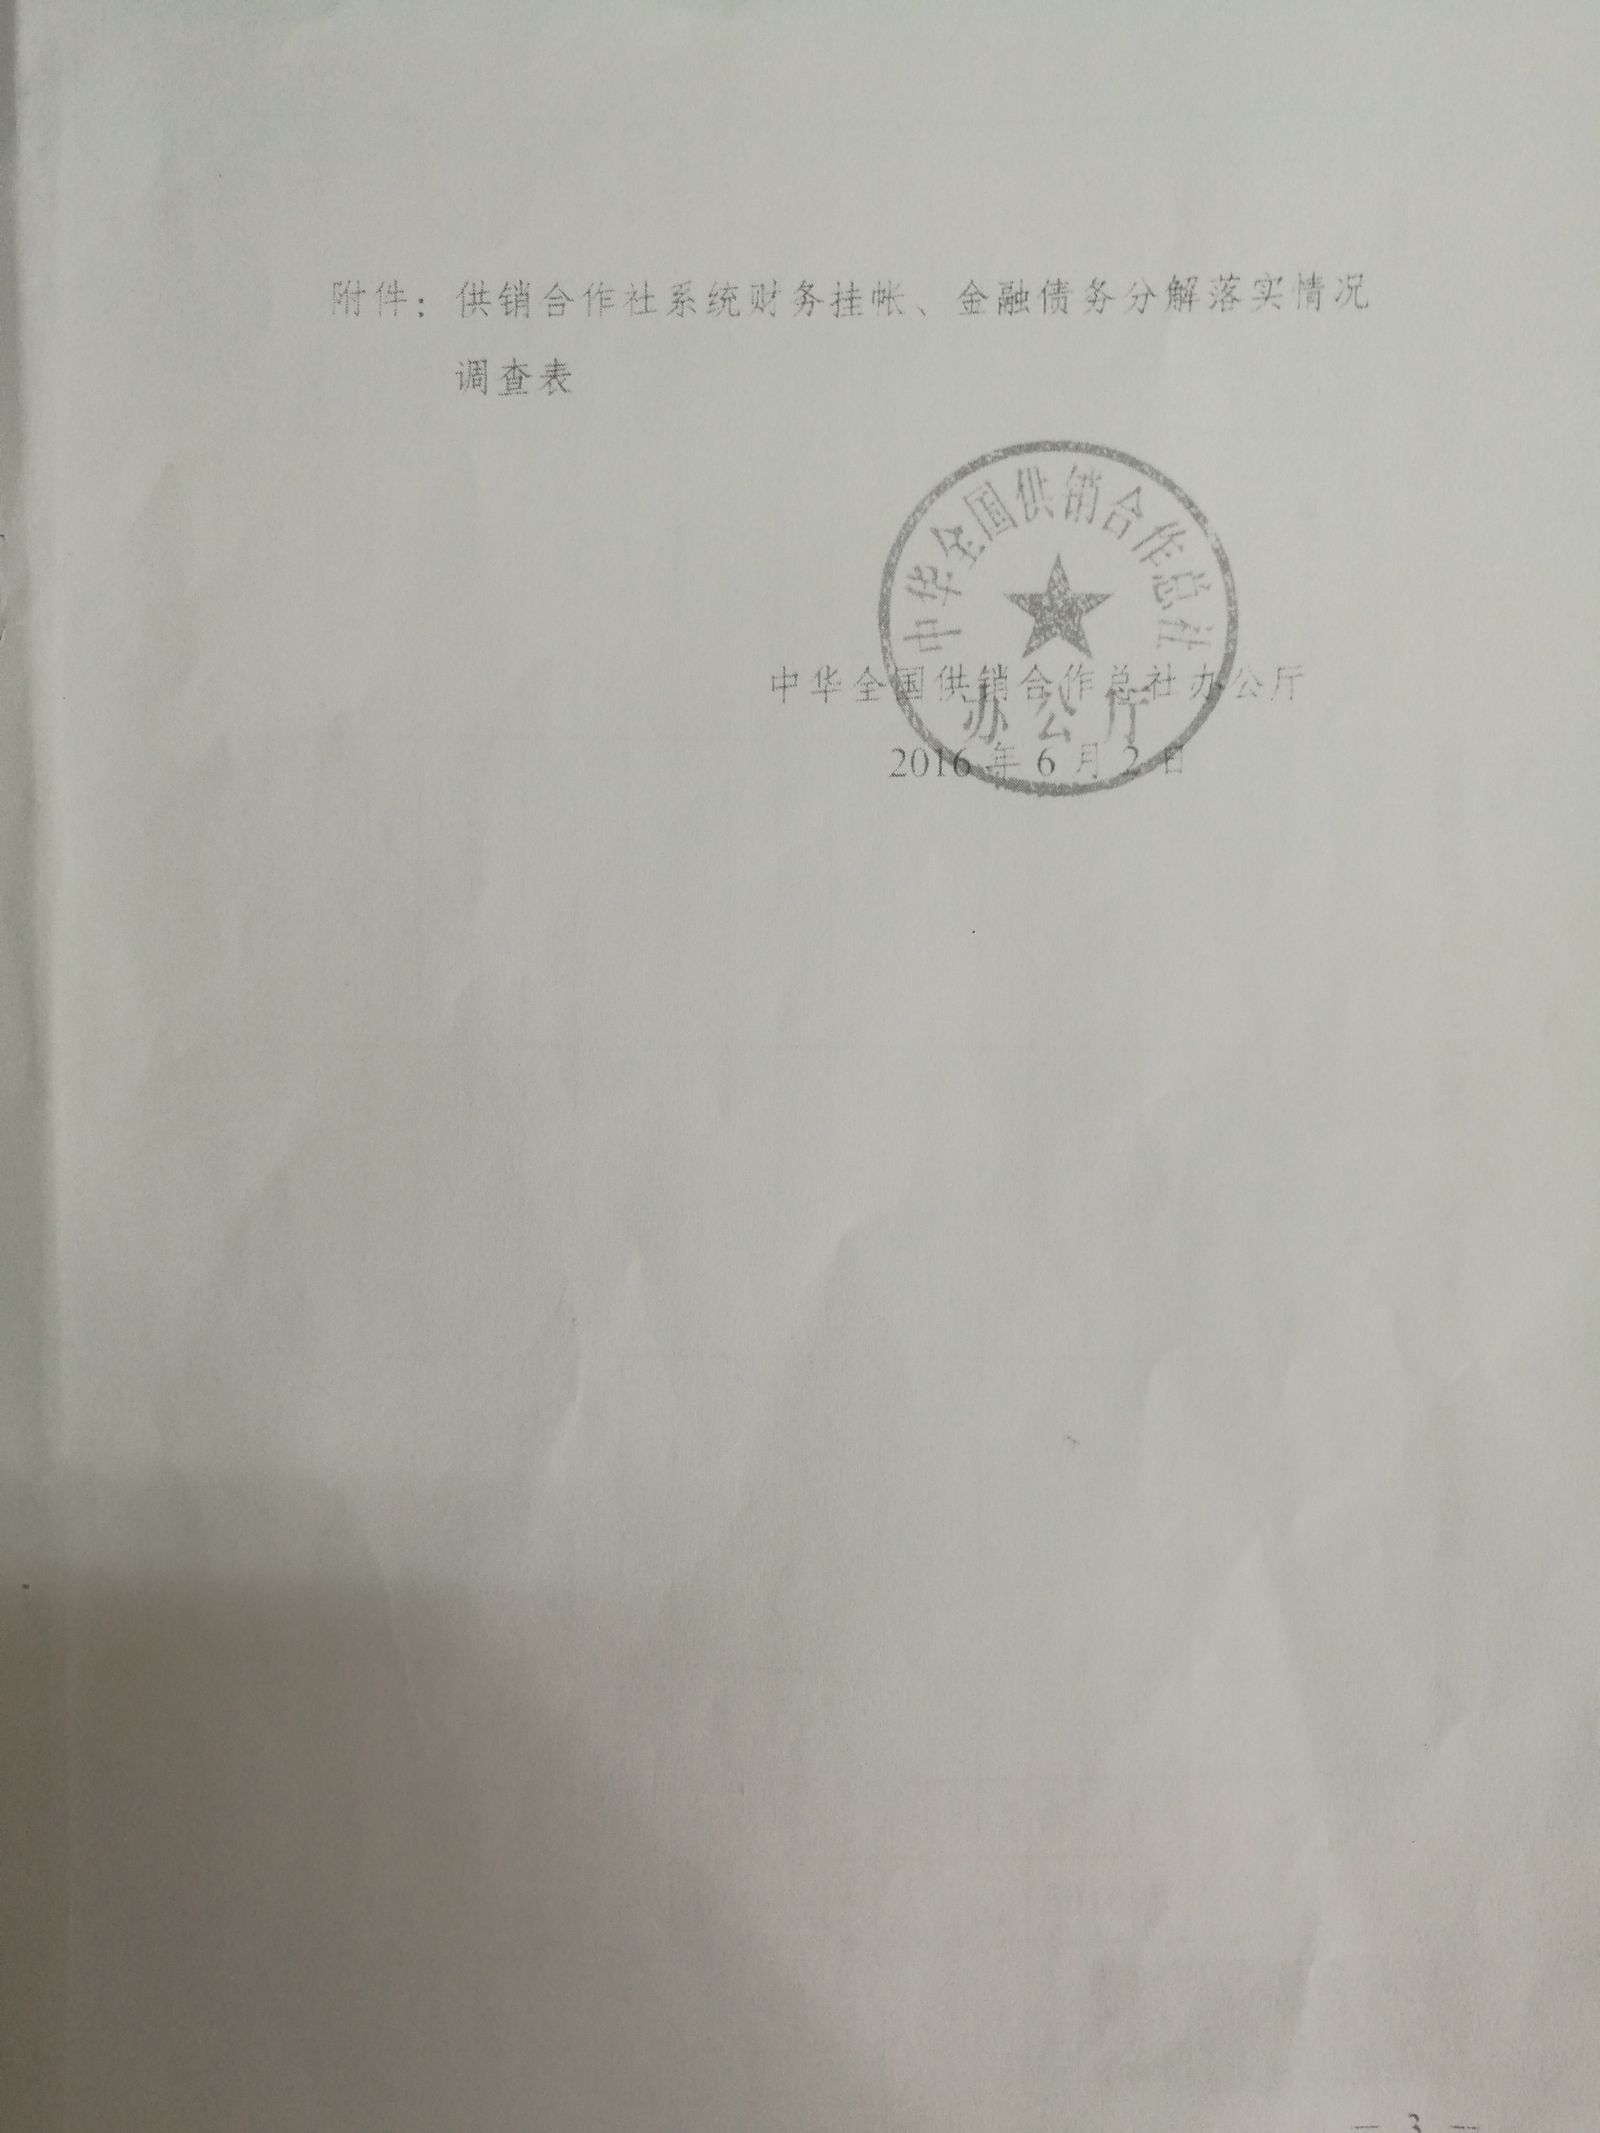 附件：供销合作社系统财务挂帐、金融债务分解落实情况
调查表
中华全国供销合作总社
办公厅
中华全国供销合作总社办公厅
2016年6月2日
— 3 —